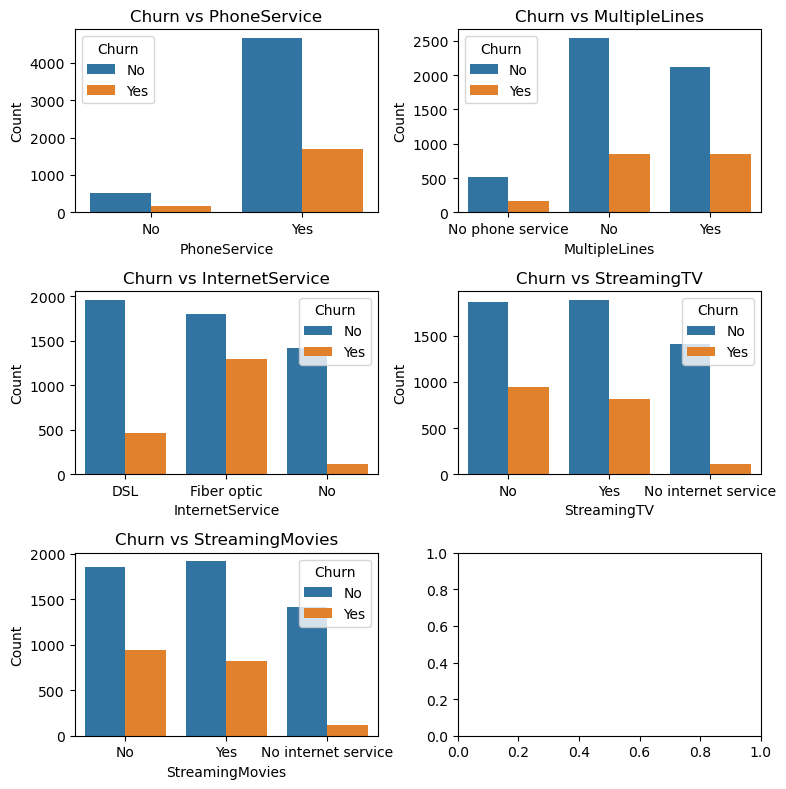 Churn vs PhoneService
Count
4000
3000
2000
1000
0
Churn
No
Yes
No
Yes
PhoneService
Churn vs MultipleLines
Count
2500
2000
1500
1000
500
0
Churn
No
Yes
No phone service
No
Yes
MultipleLines
Churn vs InternetService
Count
2000
1500
1000
500
0
Churn
No
Yes
DSL
Fiber optic
No
InternetService
Churn vs StreamingTV
Count
1500
1000
500
0
Churn
No
Yes
No
Yes
No internet service
StreamingTV
Churn vs StreamingMovies
Count
2000
1500
1000
500
0
Churn
No
Yes
No
Yes
No internet service
StreamingMovies
1.0
0.8
0.6
0.4
0.2
0.0
0.0
0.2
0.4
0.6
0.8
1.0